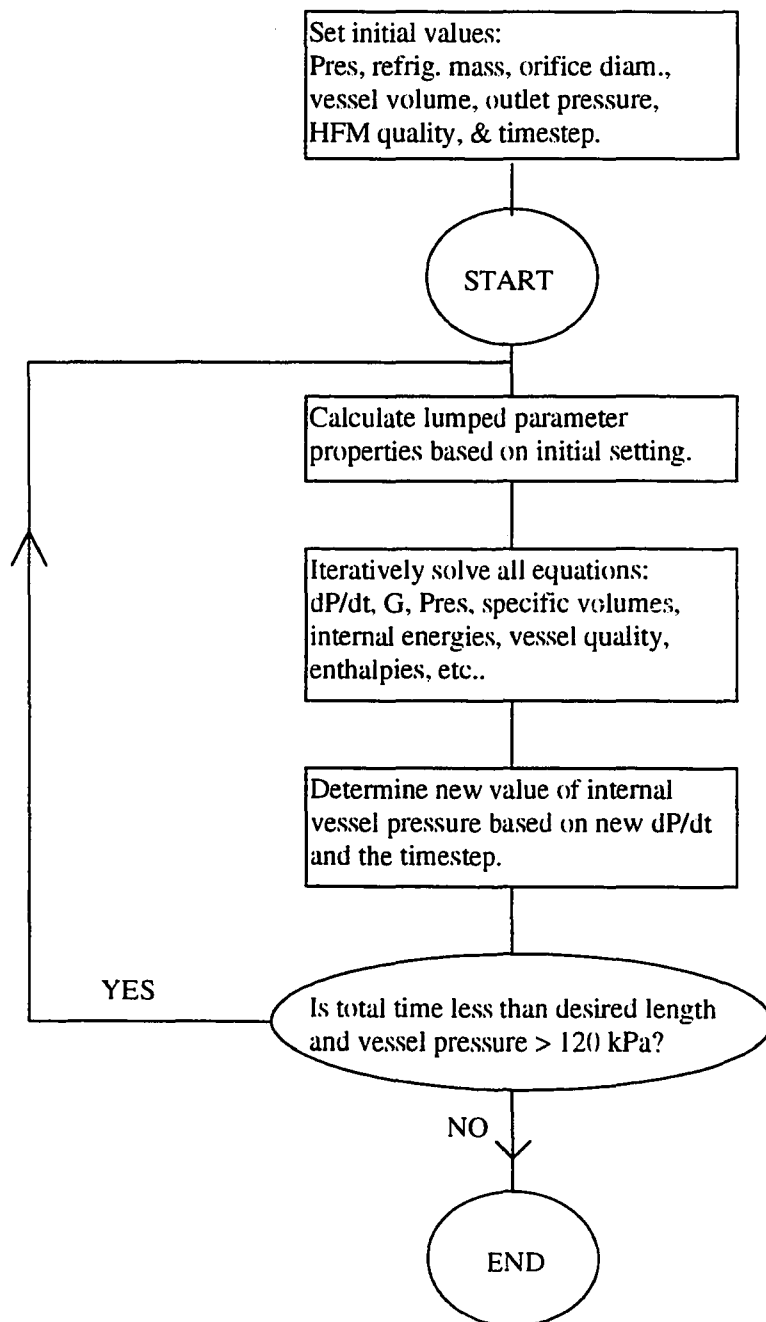 Set initial values:
Pres, refrig. mass, orifice diam.,
vessel volume, outlet pressure,
HFM quality, & timestep.
START
Calculate lumped parameter
properties based on initial setting.
Iteratively solve all equations:
dP/dt, G, Pres, specific volumes,
internal energies, vessel quality,
enthalpies, etc..
Determine new value of internal
vessel pressure based on new dP/dt
and the timestep.
YES
Is total time less than desired length
and vessel pressure > 120 kPa?
NO
END